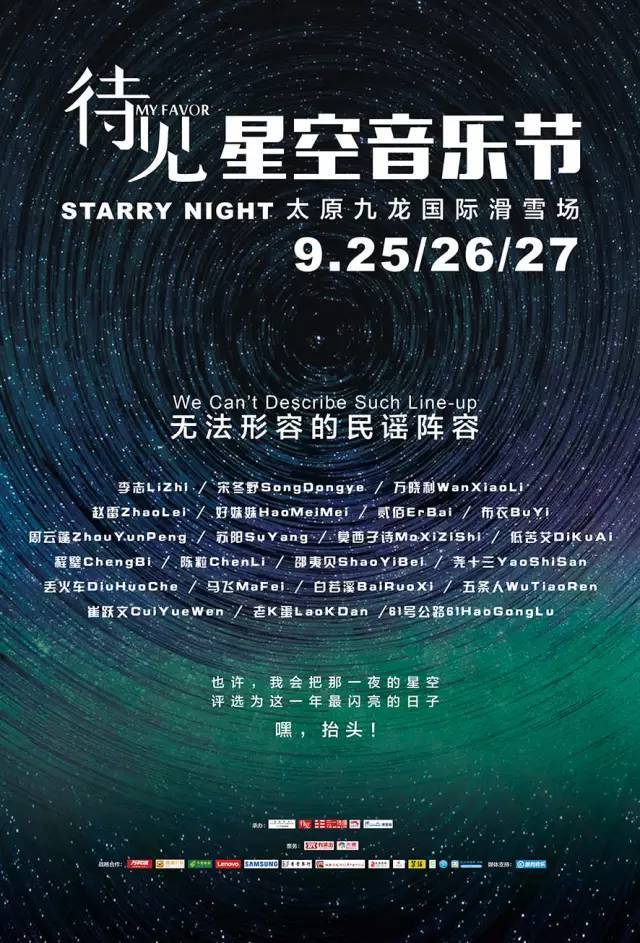 待见
MY FAVOR
星空音乐节
STARRY NIGHT 太原九龙国际滑雪场
9.25/26/27
We Can't Describe Such Line-up
无法形容的民谣阵容
李志LiZhi / 宋冬野SongDongye / 万晓利WanXiaoLi
赵雷ZhaoLei / 好妹妹HaoMeiMei / 贰佰ErBai / 布衣BuYi
周云蓬ZhouYunPeng / 苏阳SuYang / 莫西子诗MoXiZiShi / 低苦艾DiKuAi
程璧ChengBi / 陈粒ChenLi / 邵夷贝ShaoYiBei / 尧十三YaoShiSan
丢火车DiuHuoChe / 马飞MaFei / 白若溪BaiRuoXi / 五条人WuTiaoRen
崔跃文CuiYueWen / 老K蛋LaoKDan /61号公路61HaoGongLu
也许，我会把那一夜的星空
评选为这一年最闪亮的日子
嘿，抬头！
承办：
票务：
战略合作： Lenovo SAMSUNG 媒体支持：